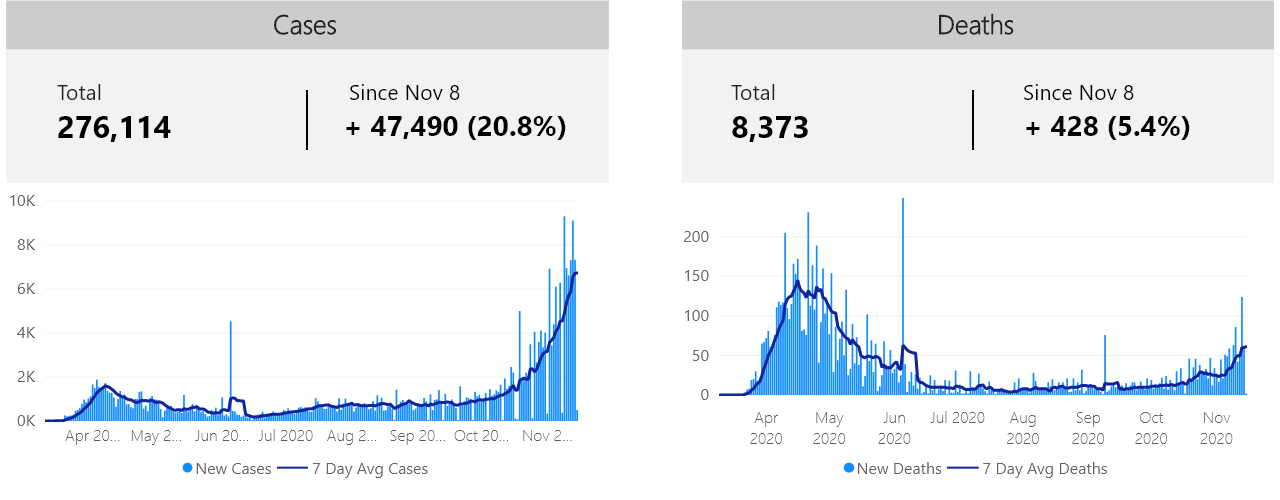 Cases
Total
276,114
Since Nov 8
+ 47,490 (20.8%)
10K
8K
6K
4K
2K
0K
Apr 20... May 2... Jun 20... Jul 2020 Aug 2... Sep 20... Oct 20... Nov 2...
New Cases 7 Day Avg Cases
Deaths
Total
8,373
Since Nov 8
+ 428 (5.4%)
200
150
100
50
0
Apr May Jun Jul 2020 Aug Sep Oct Nov
2020 2020 2020 2020 2020 2020 2020
New Deaths 7 Day Avg Deaths